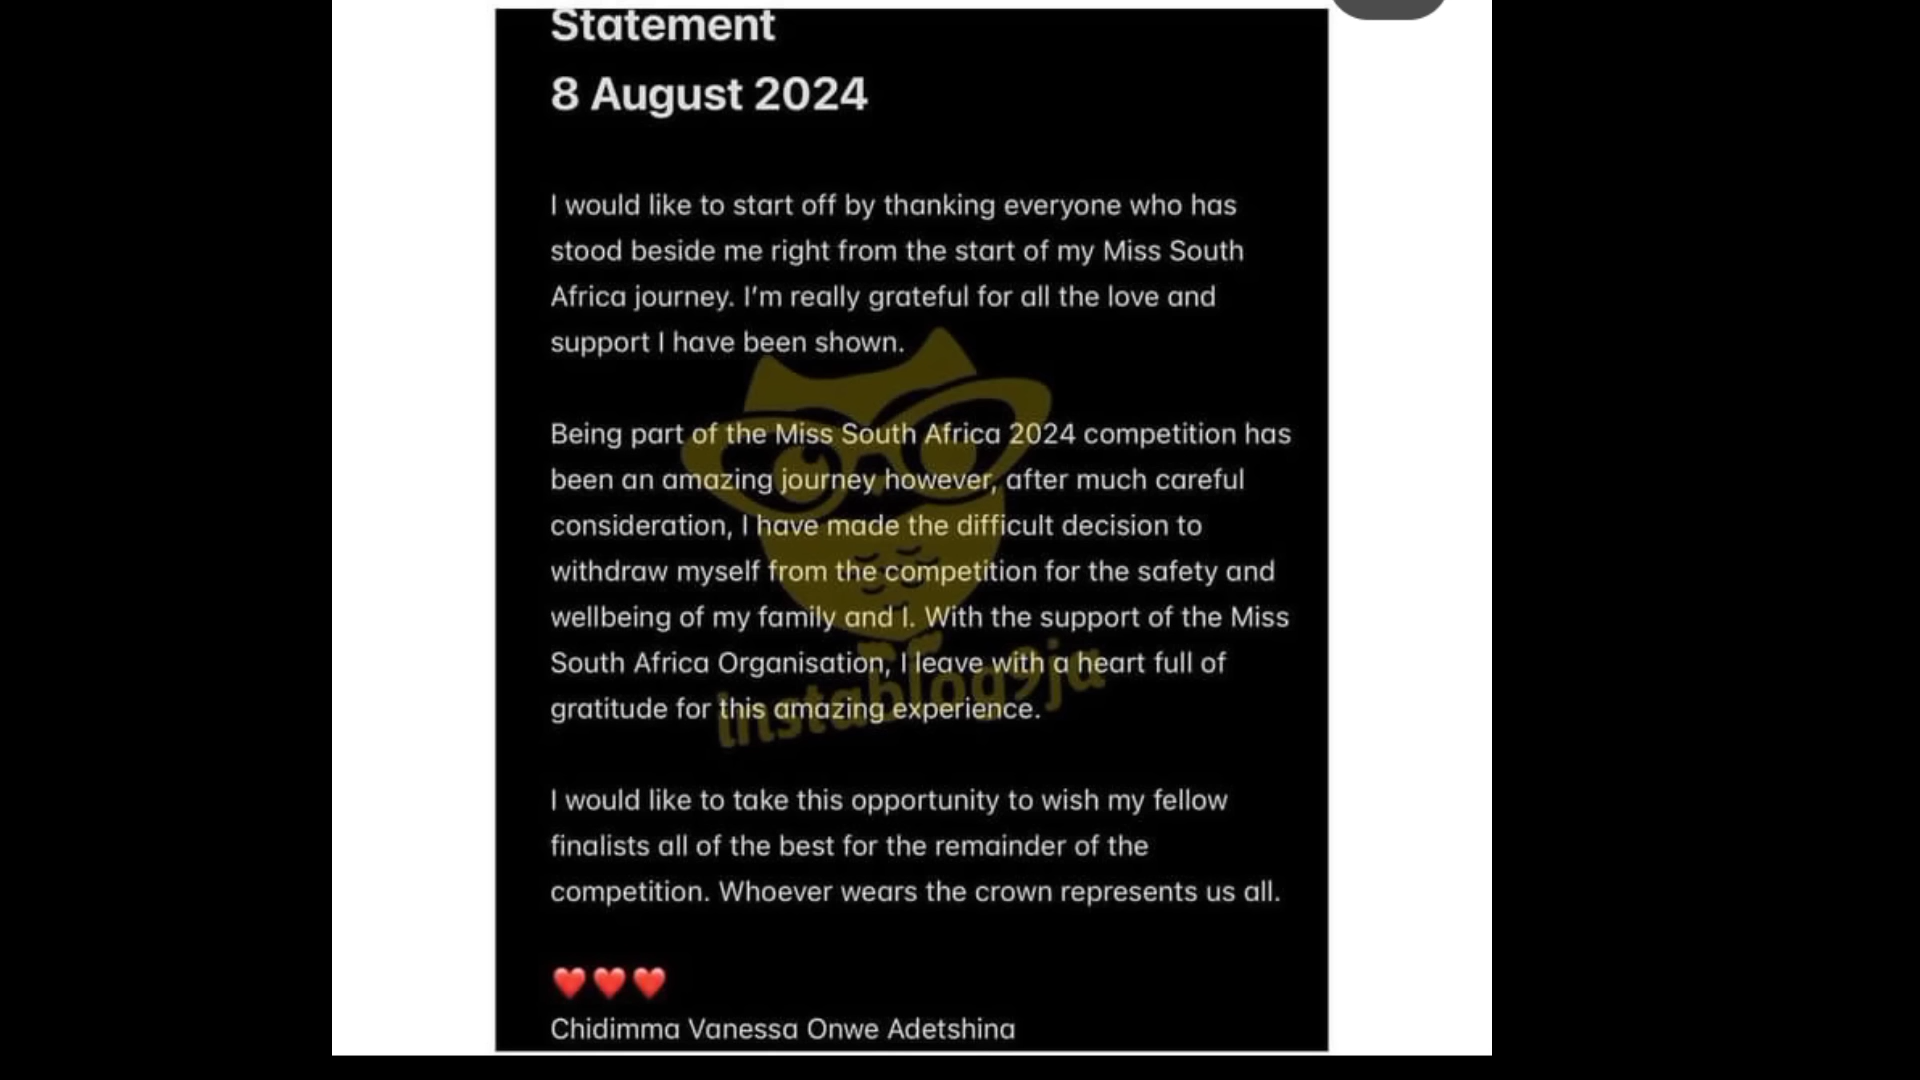 Statement
8 August 2024
I would like to start off by thanking everyone who has
stood beside me right from the start of my Miss South
Africa journey. I’m really grateful for all the love and
support I have been shown.
Being part of the Miss South Africa 2024 competition has
been an amazing journey however, after much careful
consideration, I have made the difficult decision to
withdraw myself from the competition for the safety and
wellbeing of my family and I. With the support of the Miss
South Africa Organisation, I leave with a heart full of
gratitude for this amazing experience.
instablog9ja
I would like to take this opportunity to wish my fellow
finalists all of the best for the remainder of the
competition. Whoever wears the crown represents us all.
❤️❤️❤️
Chidimma Vanessa Onwe Adetshina